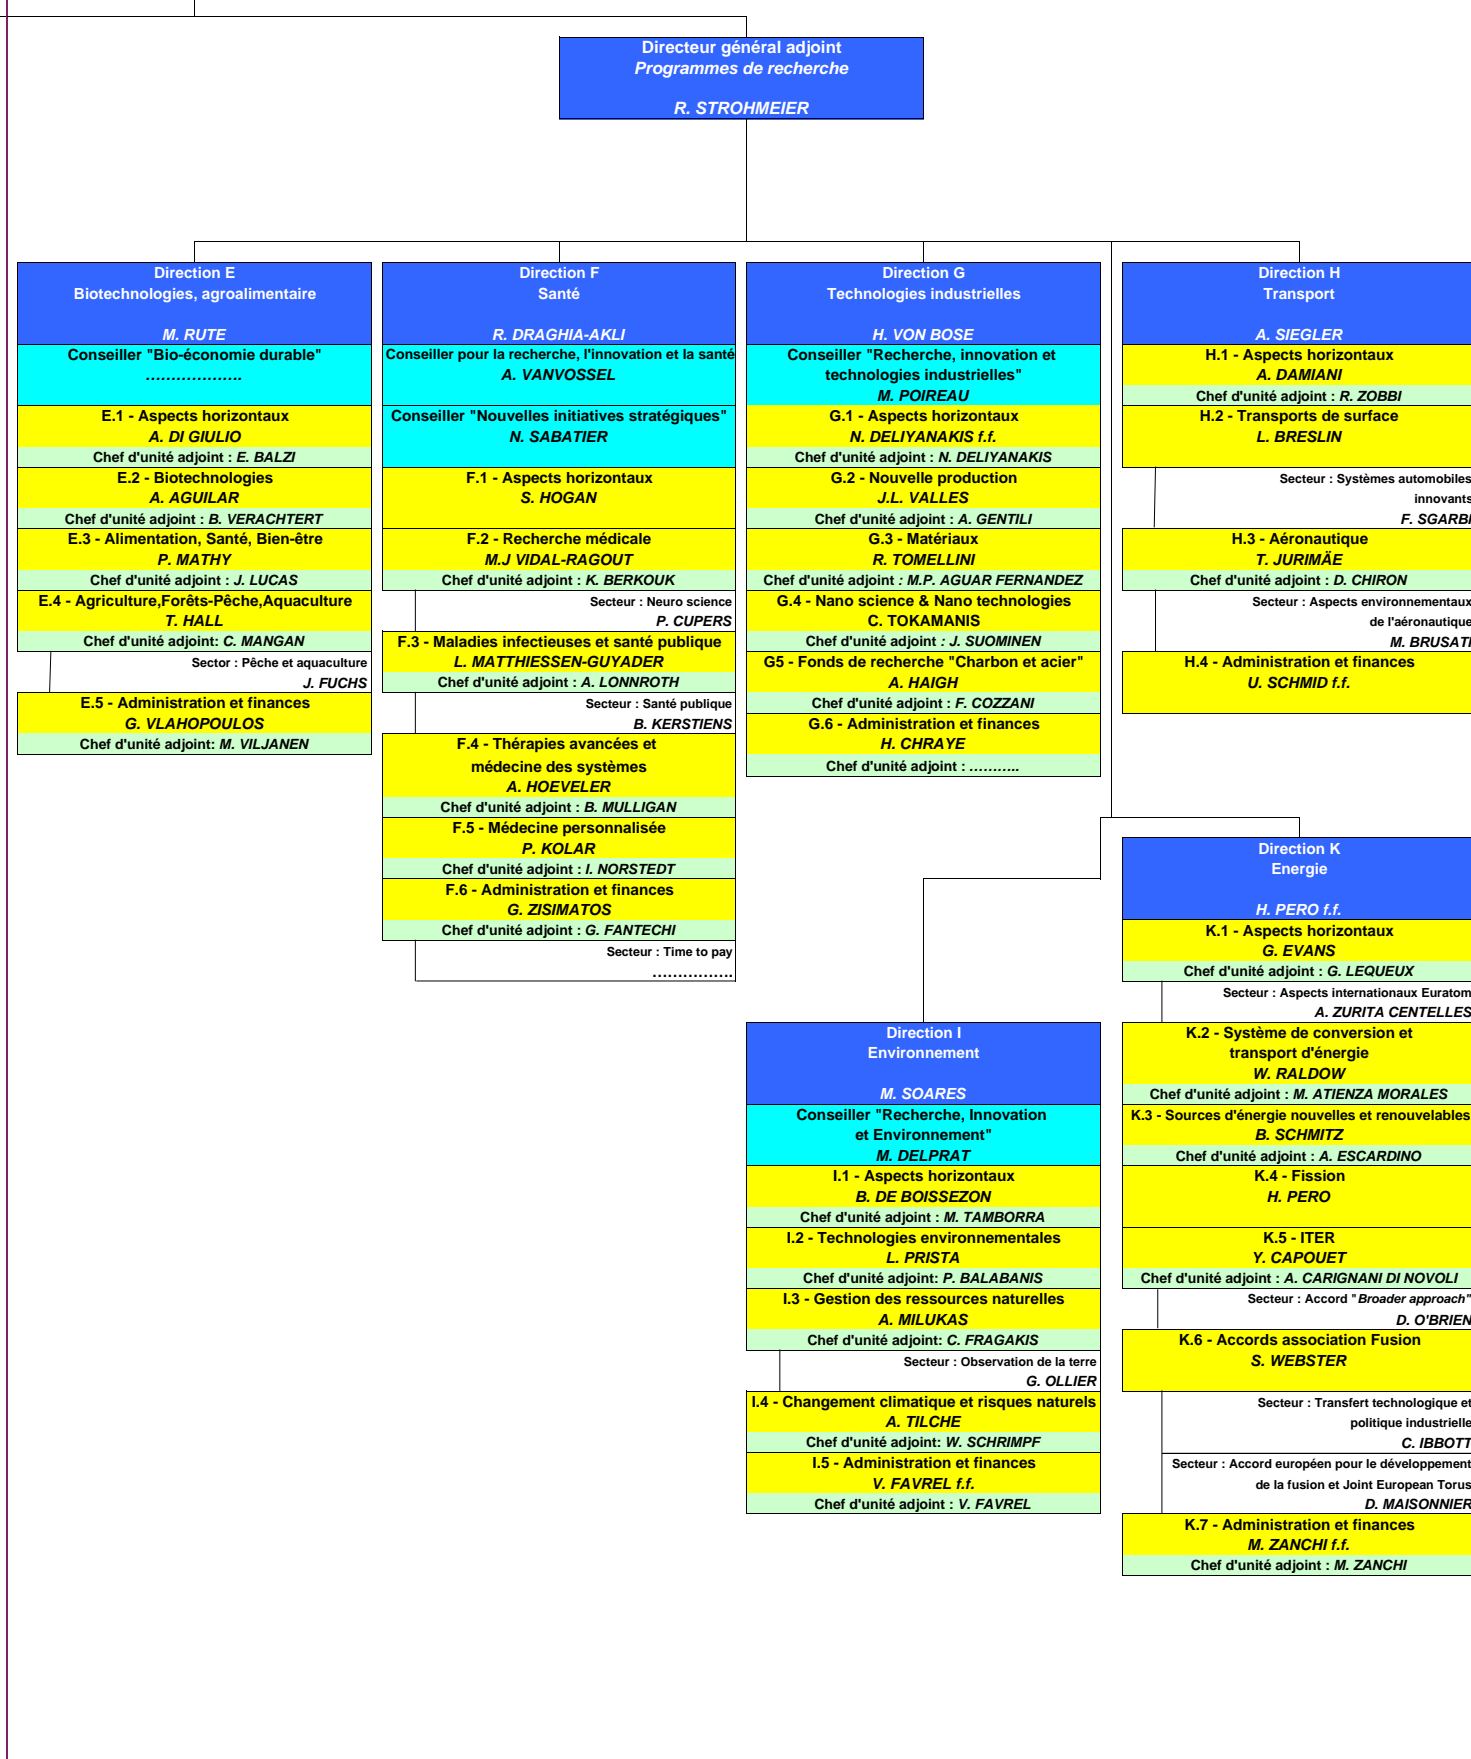 Directeur général adjoint
Programmes de recherche
R. STROHMEIER
Direction E
Biotechnologies, agroalimentaire
M. RUTE
Conseiller "Bio-économie durable"
……………….
E.1 - Aspects horizontaux
A. DI GIULIO
Chef d'unité adjoint : E. BALZI
E.2 - Biotechnologies
A. AGUILAR
Chef d'unité adjoint : B. VERACHTERT
E.3 - Alimentation, Santé, Bien-être
P. MATHY
Chef d'unité adjoint : J. LUCAS
E.4 - Agriculture,Forêts-Pêche,Aquaculture
T. HALL
Chef d'unité adjoint: C. MANGAN
Sector : Pêche et aquaculture
J. FUCHS
E.5 - Administration et finances
G. VLAHOPOULOS
Chef d'unité adjoint: M. VILJANEN
Direction F
Santé
R. DRAGHIA-AKLI
Conseiller pour la recherche, l'innovation et la santé
A. VANVOSSEL
Conseiller "Nouvelles initiatives stratégiques"
N. SABATIER
F.1 - Aspects horizontaux
S. HOGAN
F.2 - Recherche médicale
M.J VIDAL-RAGOUT
Chef d'unité adjoint : K. BERKOUK
Secteur : Neuro science
P. CUPERS
F.3 - Maladies infectieuses et santé publique
L. MATTHIESSEN-GUYADER
Chef d'unité adjoint : A. LONNROTH
Secteur : Santé publique
B. KERSTIENS
F.4 - Thérapies avancées et
médecine des systèmes
A. HOEVELER
Chef d'unité adjoint : B. MULLIGAN
F.5 - Médecine personnalisée
P. KOLAR
Chef d'unité adjoint : I. NORSTEDT
F.6 - Administration et finances
G. ZISIMATOS
Chef d'unité adjoint : G. FANTECHI
Secteur : Time to pay
…………….
Direction G
Technologies industrielles
H. VON BOSE
Conseiller "Recherche, innovation et
technologies industrielles"
M. POIREAU
G.1 - Aspects horizontaux
N. DELIYANAKIS f.f.
Chef d'unité adjoint : N. DELIYANAKIS
G.2 - Nouvelle production
J.L. VALLES
Chef d'unité adjoint : A. GENTILI
G.3 - Matériaux
R. TOMELLINI
Chef d'unité adjoint : M.P. AGUAR FERNANDEZ
G.4 - Nano science & Nano technologies
C. TOKAMANIS
Chef d'unité adjoint : J. SUOMINEN
G5 - Fonds de recherche "Charbon et acier"
A. HAIGH
Chef d'unité adjoint : F. COZZANI
G.6 - Administration et finances
H. CHRAYE
Chef d'unité adjoint : ………..
Direction H
Transport
A. SIEGLER
H.1 - Aspects horizontaux
A. DAMIANI
Chef d'unité adjoint : R. ZOBBI
H.2 - Transports de surface
L. BRESLIN
Secteur : Systèmes automobiles
innovants
F. SGARBI
H.3 - Aéronautique
T. JURIMÄE
Chef d'unité adjoint : D. CHIRON
Secteur : Aspects environnementaux
de l'aéronautique
M. BRUSATI
H.4 - Administration et finances
U. SCHMID f.f.
Direction I
Environnement
M. SOARES
Conseiller "Recherche, Innovation
et Environnement"
M. DELPRAT
I.1 - Aspects horizontaux
B. DE BOISSEZON
Chef d'unité adjoint : M. TAMBORRA
I.2 - Technologies environnementales
L. PRISTA
Chef d'unité adjoint: P. BALABANIS
I.3 - Gestion des ressources naturelles
A. MILUKAS
Chef d'unité adjoint: C. FRAGAKIS
Secteur : Observation de la terre
G. OLLIER
I.4 - Changement climatique et risques naturels
A. TILCHE
Chef d'unité adjoint: W. SCHRIMPF
I.5 - Administration et finances
V. FAVREL f.f.
Chef d'unité adjoint : V. FAVREL
Direction K
Energie
H. PERO f.f.
K.1 - Aspects horizontaux
G. EVANS
Chef d'unité adjoint : G. LEQUEUX
Secteur : Aspects internationaux Euratom
A. ZURITA CENTELLES
K.2 - Système de conversion et
transport d'énergie
W. RALDOW
Chef d'unité adjoint : M. ATIENZA MORALES
K.3 - Sources d'énergie nouvelles et renouvelables
B. SCHMITZ
Chef d'unité adjoint : A. ESCARDINO
K.4 - Fission
H. PERO
K.5 - ITER
Y. CAPOUET
Chef d'unité adjoint : A. CARIGNANI DI NOVOLI
Secteur : Accord "Broader approach"
D. O'BRIEN
K.6 - Accords association Fusion
S. WEBSTER
Secteur : Transfert technologique et
politique industrielle
C. IBBOTT
Secteur : Accord européen pour le développement
de la fusion et Joint European Torus
D. MAISONNIER
K.7 - Administration et finances
M. ZANCHI f.f.
Chef d'unité adjoint : M. ZANCHI